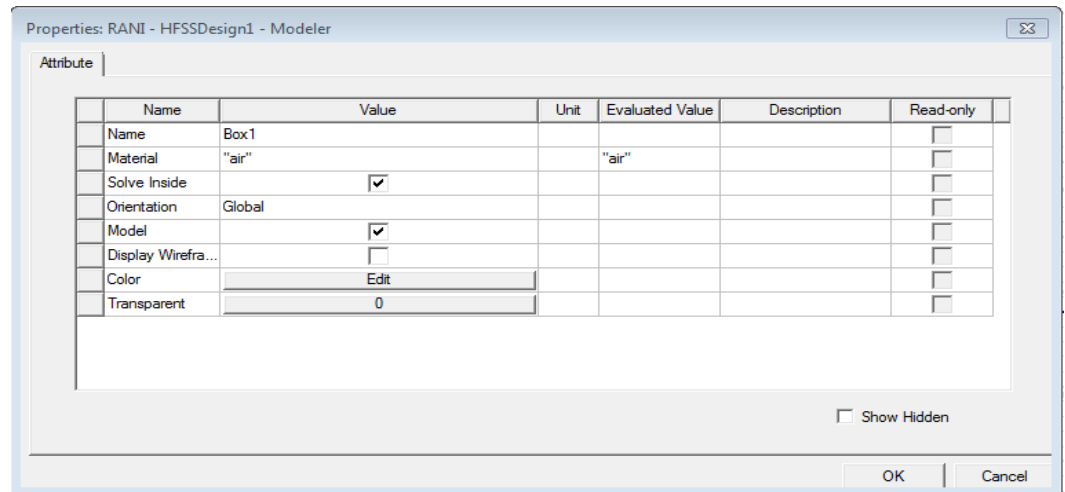 Properties: RANI - HFSSDesign1 - Modeler
Attribute
Name Value Unit Evaluated Value Description Read-only
Name Box1
Material "air" "air"
Solve Inside
Orientation Global
Model
Display Wirefra...
Color Edit
Transparent 0
Show Hidden
OK Cancel